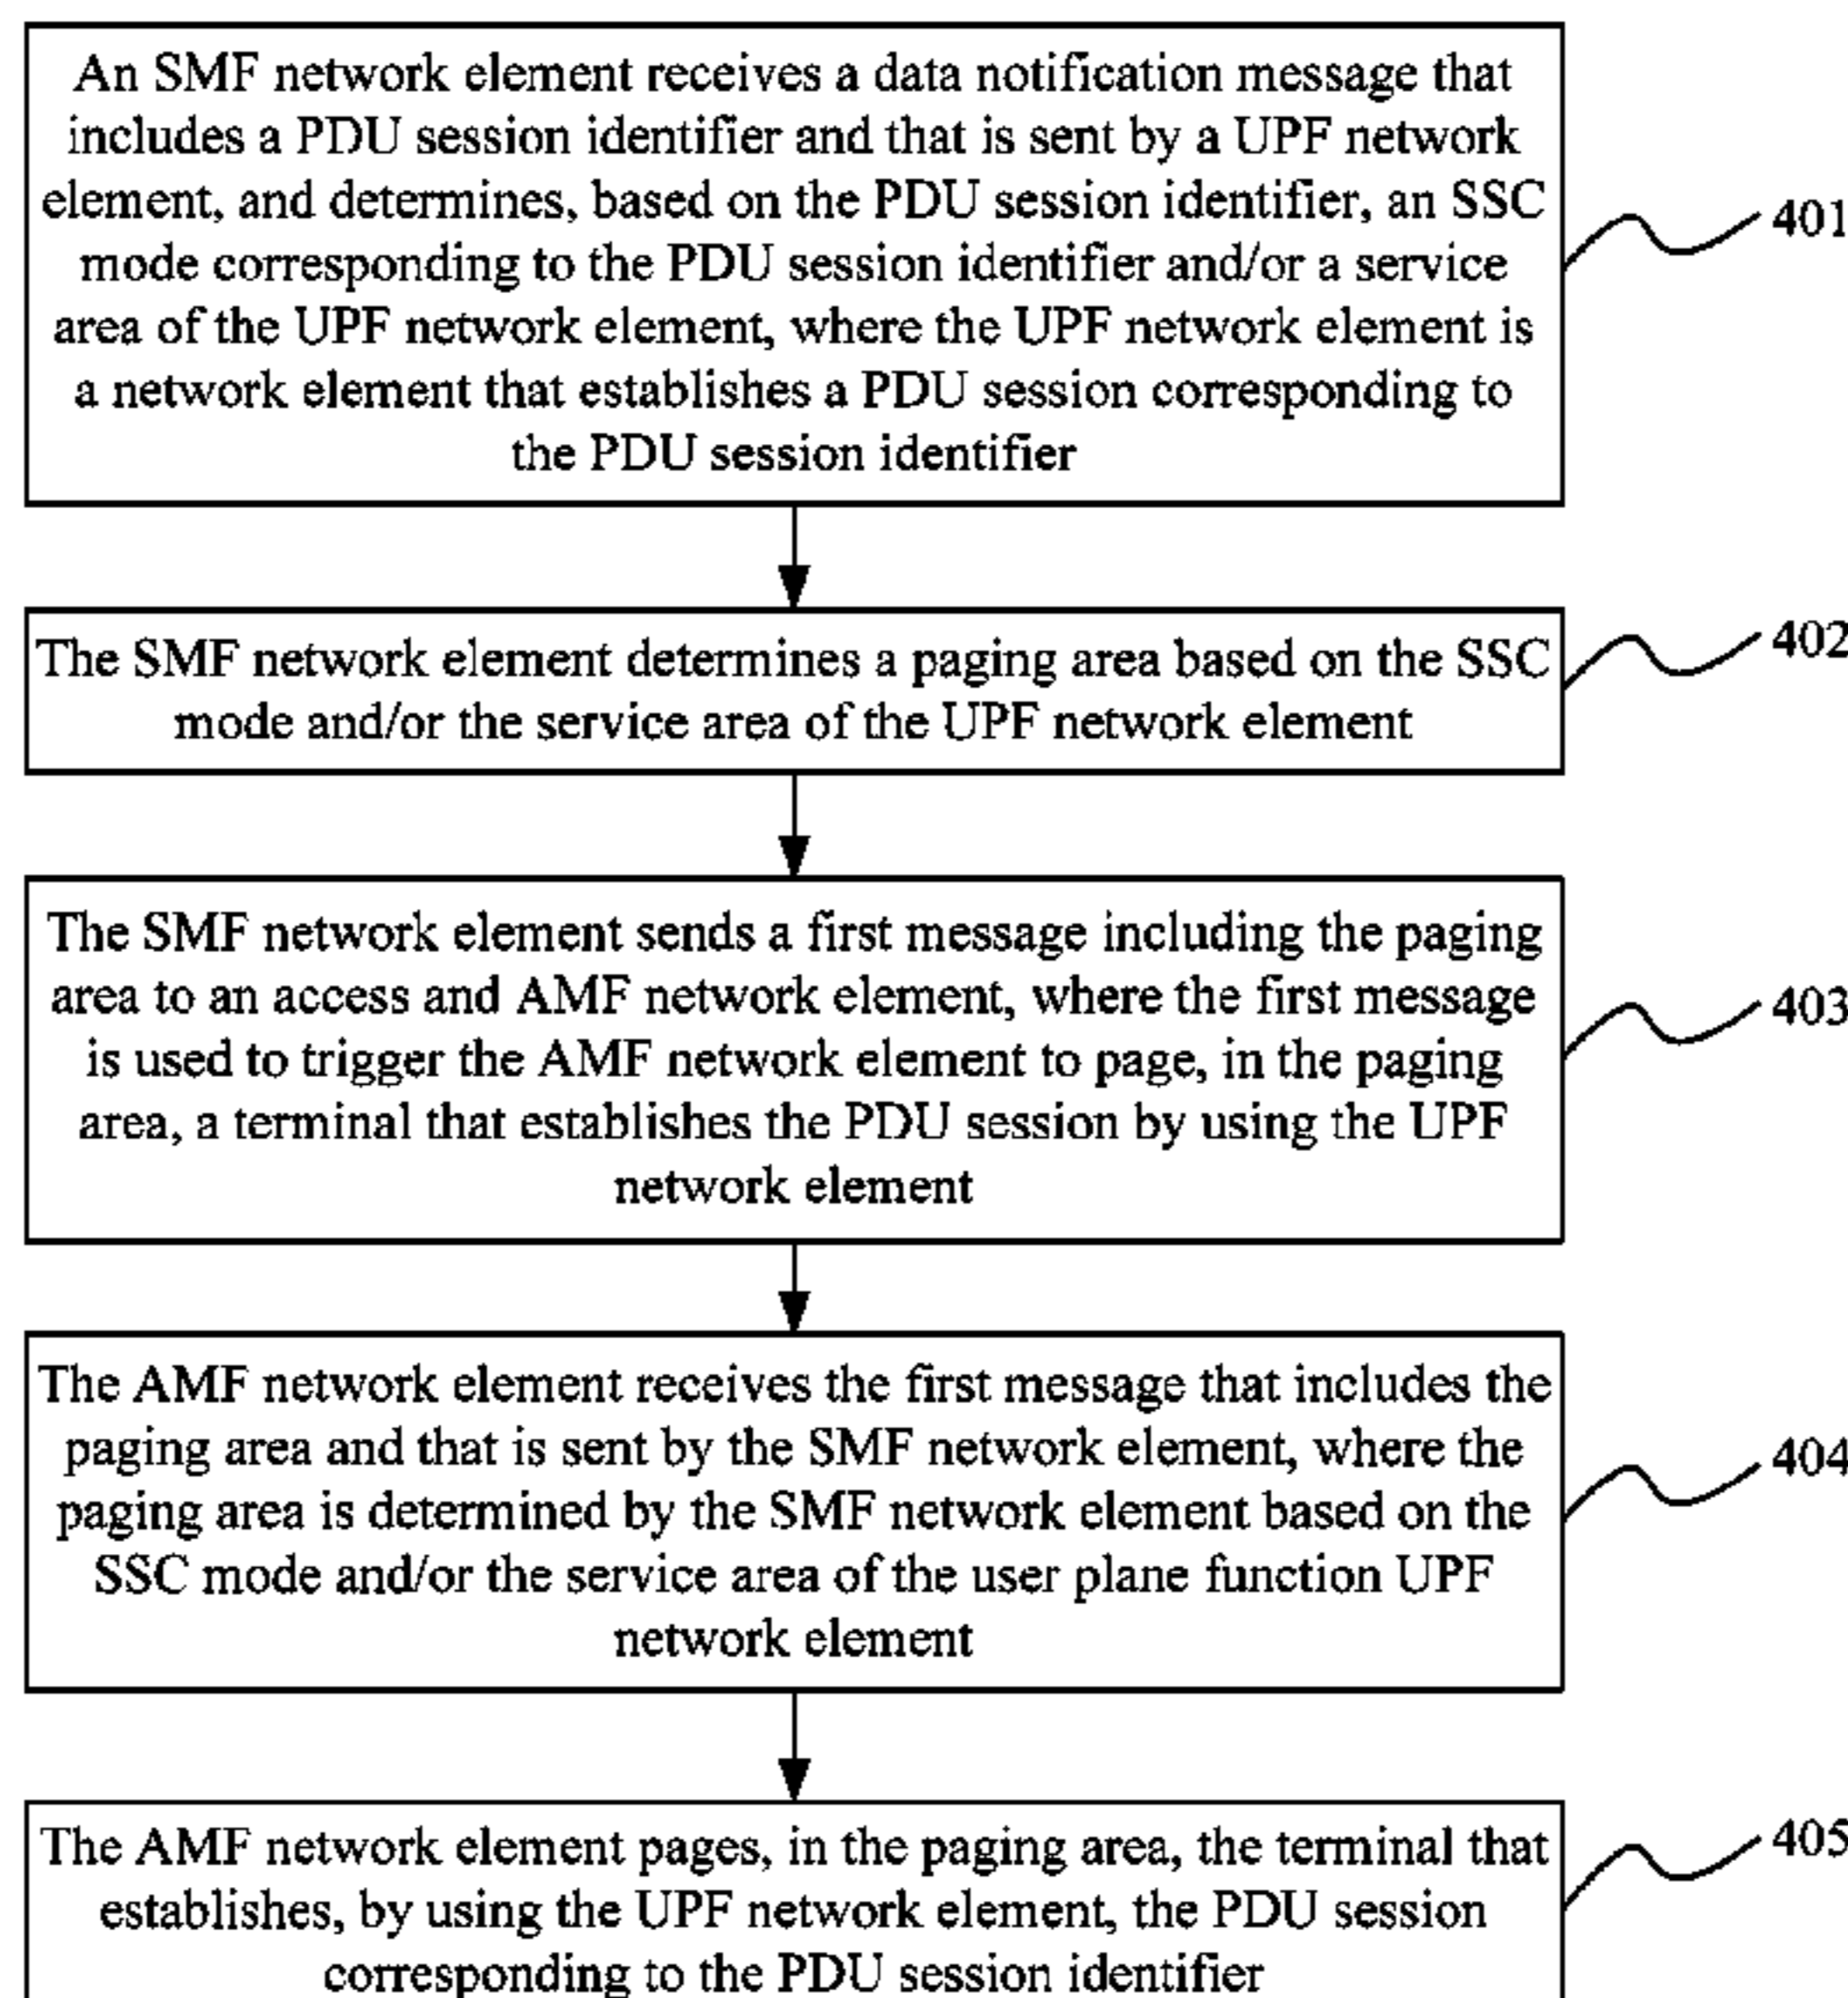 An SMF network element receives a data notification message that
includes a PDU session identifier and that is sent by a UPF network
element, and determines, based on the PDU session identifier, an SSC
mode corresponding to the PDU session identifier and/or a service
area of the UPF network element, where the UPF network element is
a network element that establishes a PDU session corresponding to
the PDU session identifier
401
The SMF network element determines a paging area based on the SSC
mode and/or the service area of the UPF network element
402
The SMF network element sends a first message including the paging
area to an access and AMF network element, where the first message
is used to trigger the AMF network element to page, in the paging
area, a terminal that establishes the PDU session by using the UPF
network element
403
The AMF network element receives the first message that includes the
paging area and that is sent by the SMF network element, where the
paging area is determined by the SMF network element based on the
SSC mode and/or the service area of the user plane function UPF
network element
404
The AMF network element pages, in the paging area, the terminal that
establishes, by using the UPF network element, the PDU session
corresponding to the PDU session identifier
405